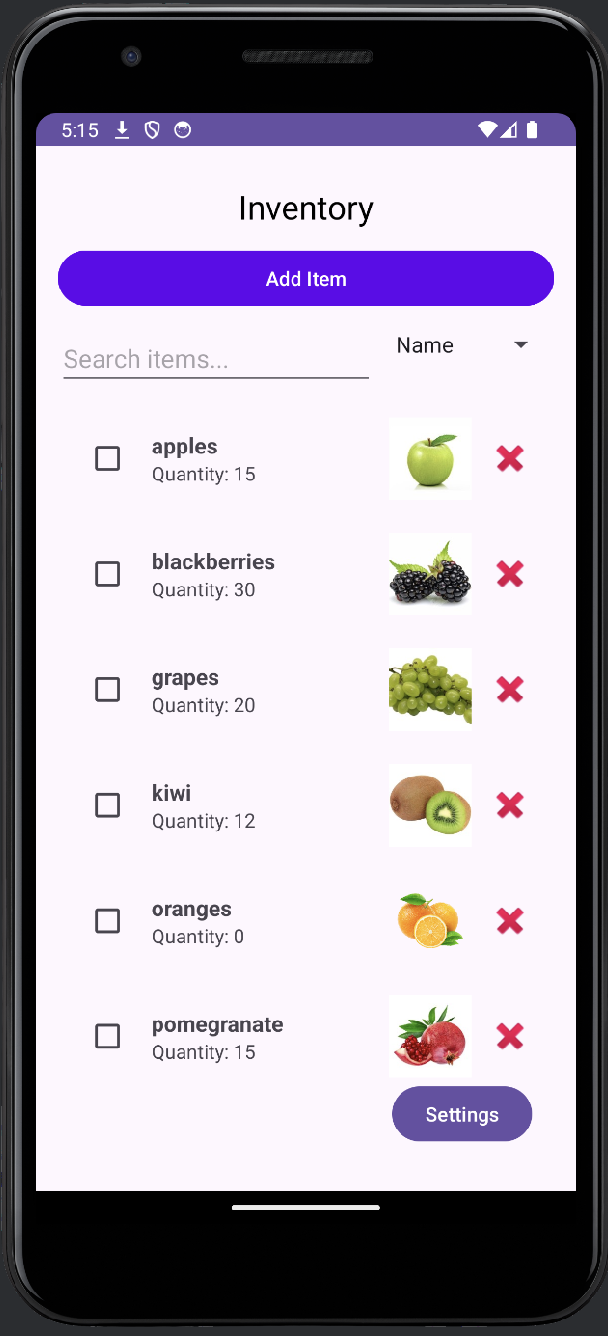 5:15
Inventory
Add Item
Search items...
Name
apples
Quantity: 15
blackberries
Quantity: 30
grapes
Quantity: 20
kiwi
Quantity: 12
oranges
Quantity: 0
pomegranate
Quantity: 15
Settings